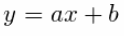 y = ax + b